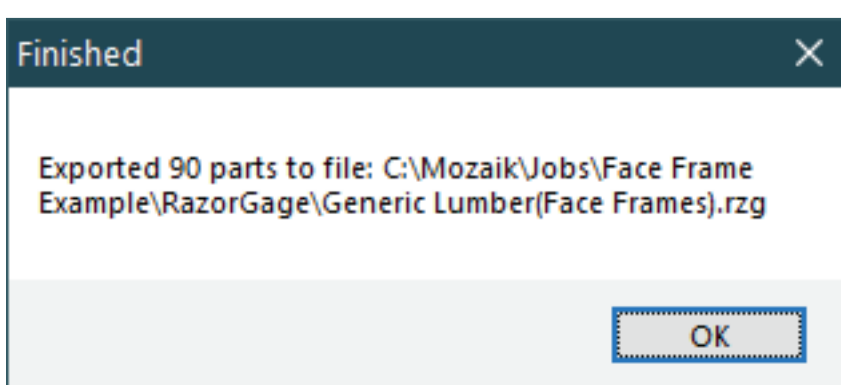 Finished
Exported 90 parts to file: C:\Mozaik\Jobs\Face Frame
Example\RazorGage\Generic Lumber(Face Frames).rzg
OK